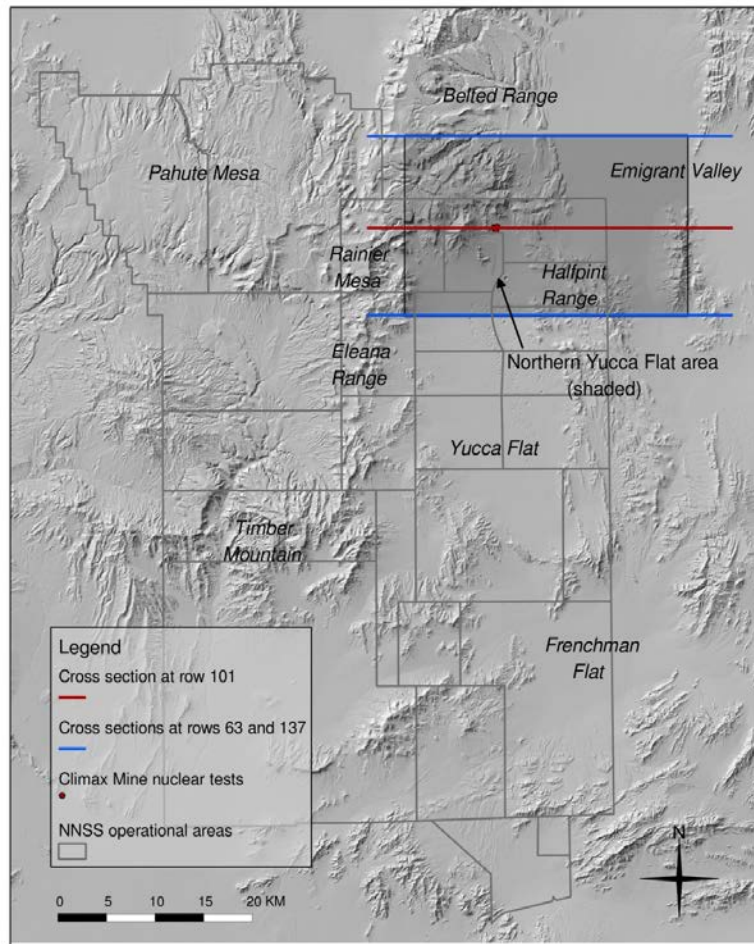 Belted Range
Pahute Mesa
Emigrant Valley
Rainier
Mesa
Halfpint
Range
Eleana
Range
Northern Yucca Flat area
(shaded)
Yucca Flat
Timber
Mountain
Frenchman
Flat
Legend
Cross section at row 101
Cross sections at rows 63 and 137
Climax Mine nuclear tests
NNSS operational areas
N
0 5 10 15 20 KM